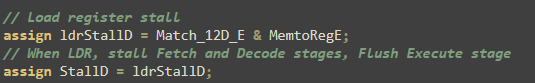 // Load register stall
assign ldrStallD = Match_12D_E & MemtoRegE;
// When LDR, stall Fetch and Decode stages, Flush Execute stage
assign StallD = ldrStallD;